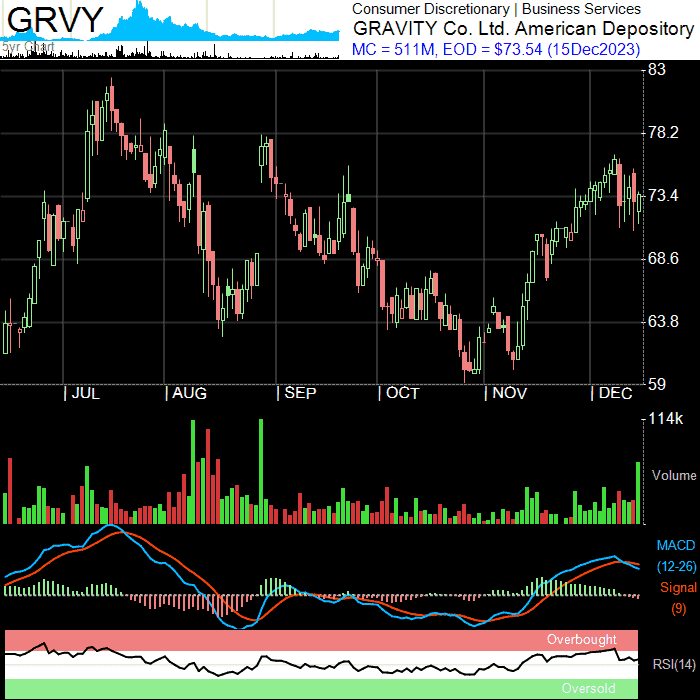 GRVY
5yr Chart
Consumer Discretionary | Business Services
GRAVITY Co. Ltd. American Depository
MC = 511M, EOD = $73.54 (15Dec2023)
83
78.2
73.4
68.6
63.8
59
| JUL | AUG | SEP | OCT | NOV | DEC
114k
Volume
MACD
(12-26)
Signal
(9)
Overbought
RSI(14)
Oversold